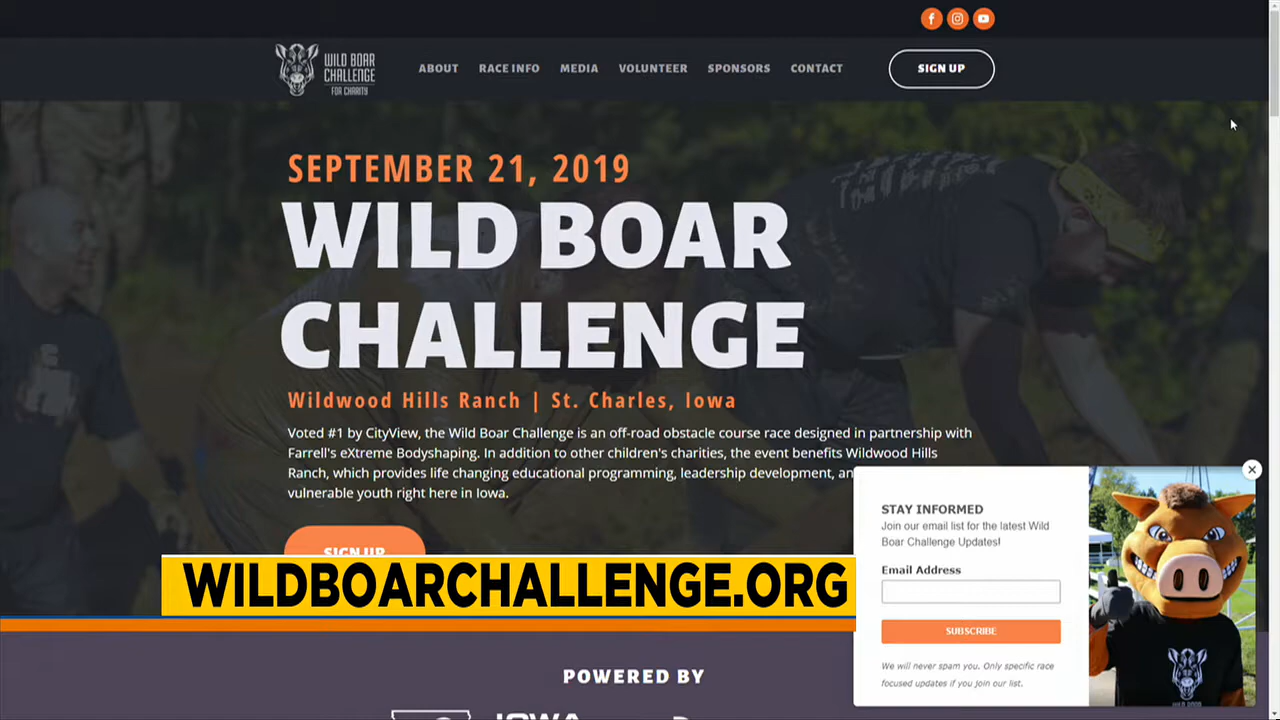 WILD BOAR
CHALLENGE
FOR CHARITY
ABOUT RACE INFO MEDIA VOLUNTEER SPONSORS CONTACT SIGN UP
SEPTEMBER 21, 2019
WILD BOAR
CHALLENGE
Wildwood Hills Ranch | St. Charles, Iowa
Voted #1 by CityView, the Wild Boar Challenge is an off-road obstacle course race designed in partnership with
Farrell's eXtreme Bodyshaping. In addition to other children's charities, the event benefits Wildwood Hills
Ranch, which provides life changing educational programming, leadership development, an
vulnerable youth right here in Iowa.
SIGN UP
WILDBOARCHALLENGE.ORG
STAY INFORMED
Join our email list for the latest Wild
Boar Challenge Updates!
Email Address
SUBSCRIBE
We will never spam you. Only specific race
focused updates if you join our list.
POWERED BY
IOWA